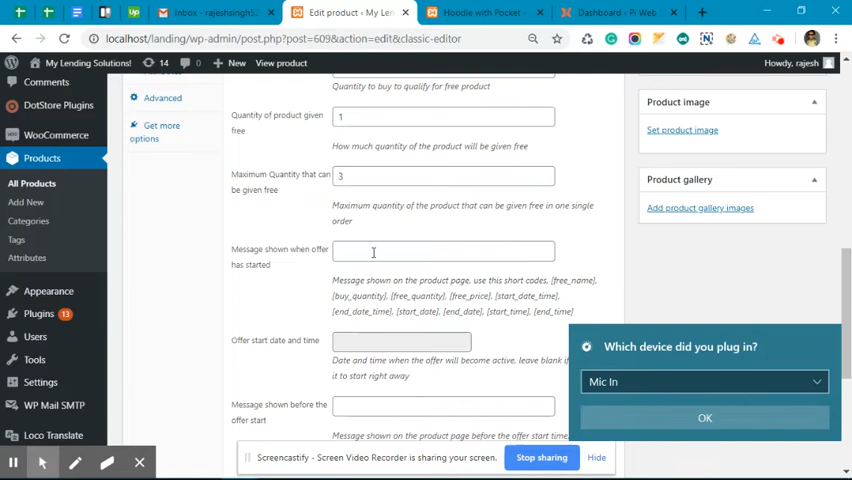 Inbox - rajeshsingh52
Edit product ‹ My Len
Hoodie with Pocket -
Dashboard ‹ Pi Web
localhost/landing/wp-admin/post.php?post=609&action=edit&classic-editor
My Lending Solutions!
14
0
New
View product
Howdy, rajesh
Comments
DotStore Plugins
WooCommerce
Products
All Products
Add New
Categories
Tags
Attributes
Appearance
Plugins 13
Users
Tools
Settings
WP Mail SMTP
Loco Translate
Advanced
Get more
options
Quantity to buy to qualify for free product
Quantity of product given
free
1
How much quantity of the product will be given free
Maximum Quantity that can
be given free
3
Maximum quantity of the product that can be given free in one single
order
Message shown when offer
has started
Message shown on the product page, use this short codes, [free_name],
[buy_quantity], [free_quantity], [free_price], [start_date_time],
[end_date_time], [start_date], [end_date], [start_time], [end_time]
Offer start date and time
Date and time when the offer will become active, leave blank if
it to start right away
Message shown before the
offer start
Message shown on the product page before the offer start time,
Product image
Set product image
Product gallery
Add product gallery images
Which device did you plug in?
Mic In
OK
Screencastify - Screen Video Recorder is sharing your screen.
Stop sharing
Hide